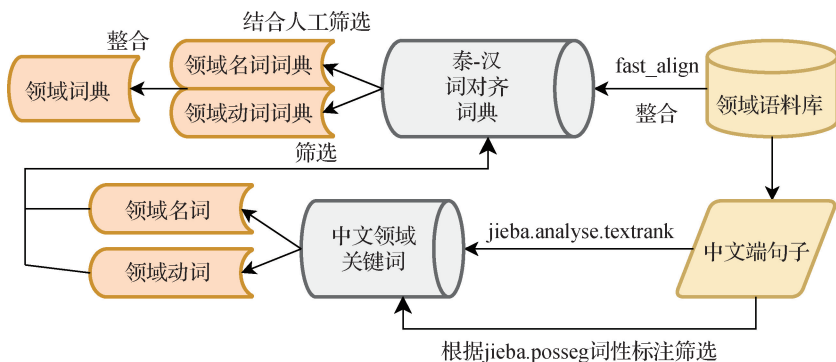 结合人工筛选
整合
领域词典
领域名词词典
领域动词词典
泰-汉
词对齐
词典
fast_align
整合
领域语料库
筛选
领域名词
领域动词
中文领域
关键词
jieba.analyse.textrank
中文端句子
根据jieba.posseg词性标注筛选